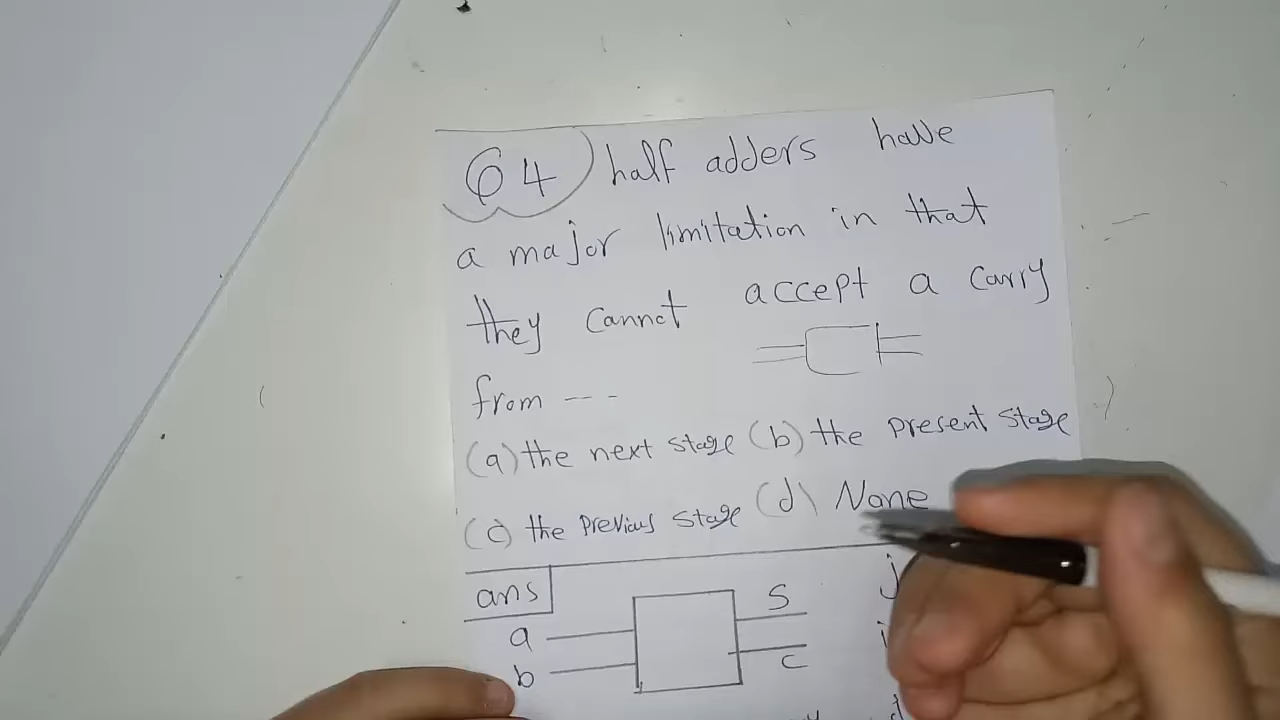 64) half adders have
a major limitation in that
they cannot accept a carry
from ---
(a) the next stage (b) the present stage
(c) the previous stage (d) None
ans
a
b
S
C